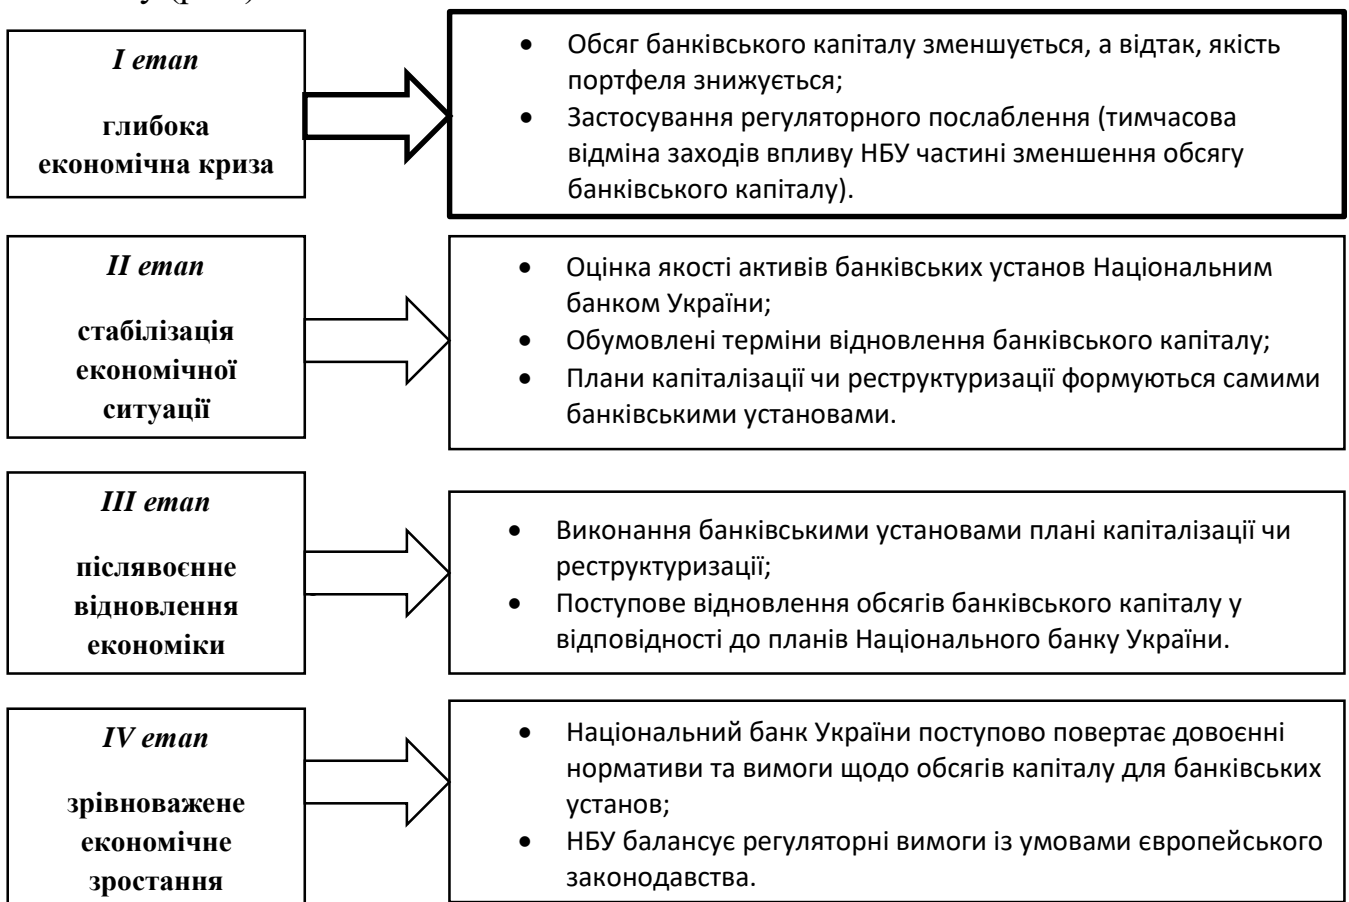 I етап
глибока
економічна криза
• Обсяг банківського капіталу зменшується, а відтак, якість
портфеля знижується;
• Застосування регуляторного послаблення (тимчасова
відміна заходів впливу НБУ частині зменшення обсягу
банківського капіталу).
II етап
стабілізація
економічної
ситуації
• Оцінка якості активів банківських установ Національним
банком України;
• Обумовлені терміни відновлення банківського капіталу;
• Плани капіталізації чи реструктуризації формуються самими
банківськими установами.
III етап
післявоєнне
відновлення
економіки
• Виконання банківськими установами плані капіталізації чи
реструктуризації;
• Поступове відновлення обсягів банківського капіталу у
відповідності до планів Національного банку України.
IV етап
зрівноважене
економічне
зростання
• Національний банк України поступово повертає довоєнні
нормативи та вимоги щодо обсягів капіталу для банківських
установ;
• НБУ балансує регуляторні вимоги із умовами європейського
законодавства.